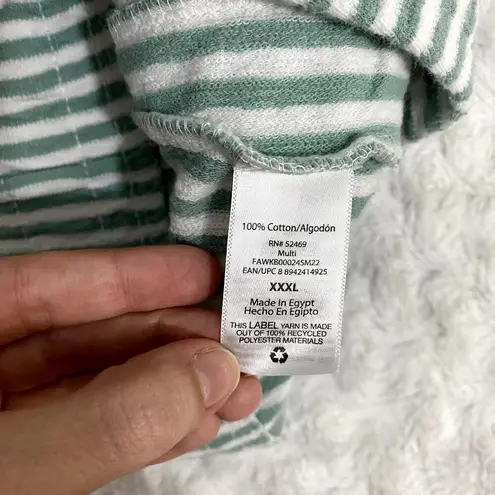 100% Cotton/Algodón
RN# 52469
Multi
FAWKB00024SM22
EAN/UPC 8 8942414925
XXXL
Made In Egypt
Hecho En Egipto
THIS LABEL YARN IS MADE
OUT OF 100% RECYCLED
POLYESTER MATERIALS